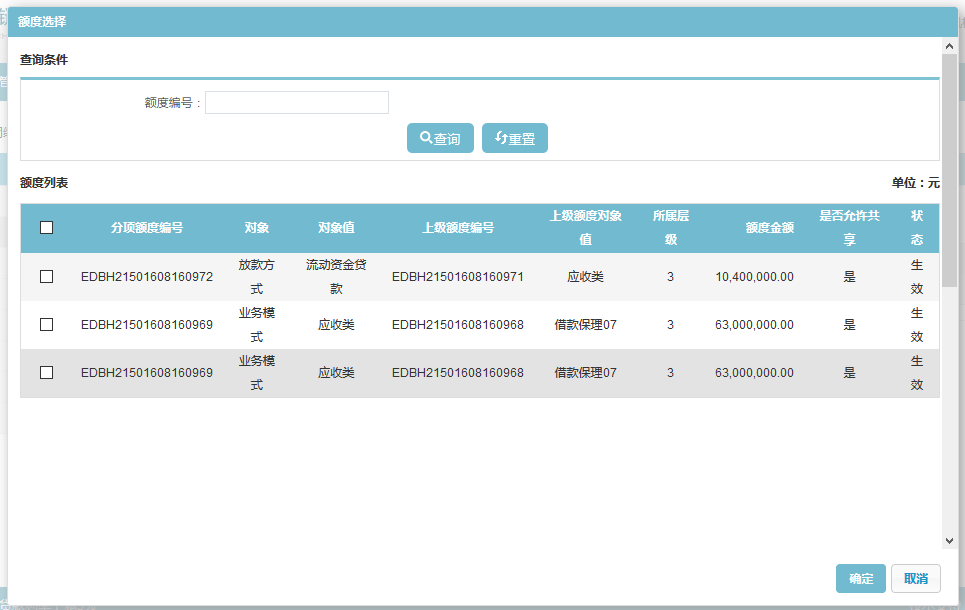 额度选择
查询条件
额度编号：
查询 重置
额度列表 单位：元
分项额度编号 对象 对象值 上级额度编号 上级额度对象值 所属层级 额度金额 是否允许共享 状态
EDBH21501608160972 放款方式 流动资金贷款 EDBH21501608160971 应收类 3 10,400,000.00 是 生效
EDBH21501608160969 业务模式 应收类 EDBH21501608160968 借款保理07 3 63,000,000.00 是 生效
EDBH21501608160969 业务模式 应收类 EDBH21501608160968 借款保理07 3 63,000,000.00 是 生效
确定 取消